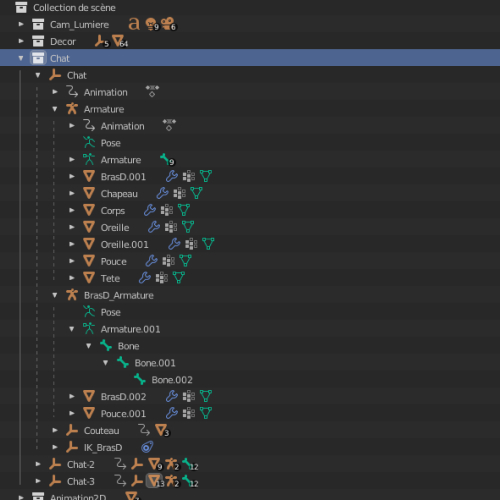 Collection de scène
Cam_Lumiere a 9 6
Decor 5 64
Chat
Chat
Animation
Armature
Animation
Pose
Armature 9
BrasD.001
Chapeau
Corps
Oreille
Oreille.001
Pouce
Tete
BrasD_Armature
Pose
Armature.001
Bone
Bone.001
Bone.002
BrasD.002
Pouce.001
Couteau 3
IK_BrasD
Chat-2 9 2 12
Chat-3 13 2 12
Animation2D